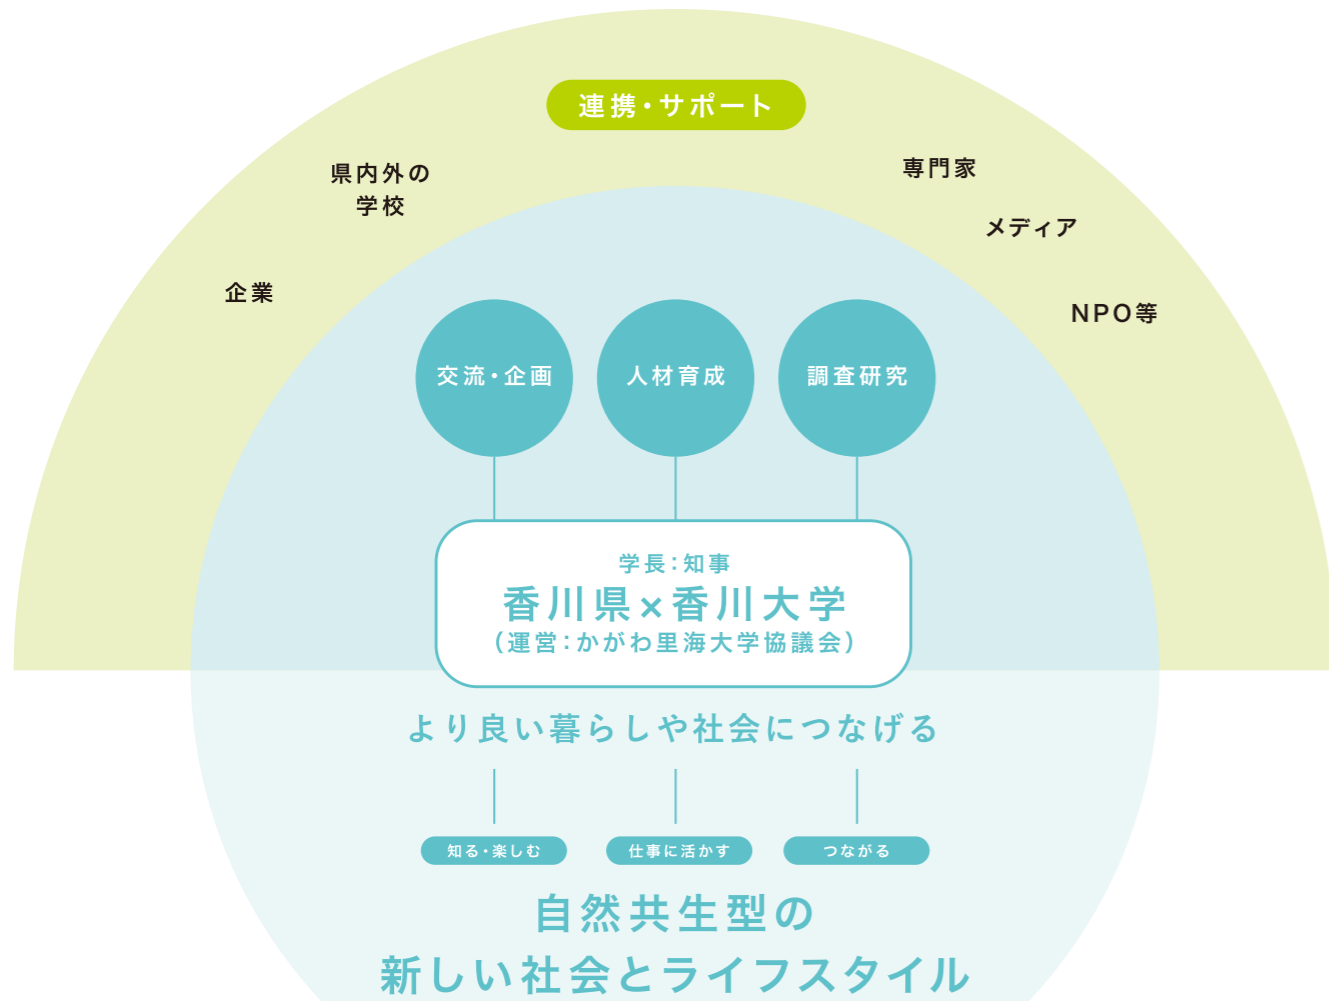 連携・サポート
県内外の
学校
企業
専門家
メディア
NPO等
交流・企画
人材育成
調査研究
学長：知事
香川県×香川大学
（運営：かがわ里海大学協議会）
より良い暮らしや社会につなげる
知る・楽しむ
仕事に活かす
つながる
自然共生型の
新しい社会とライフスタイル